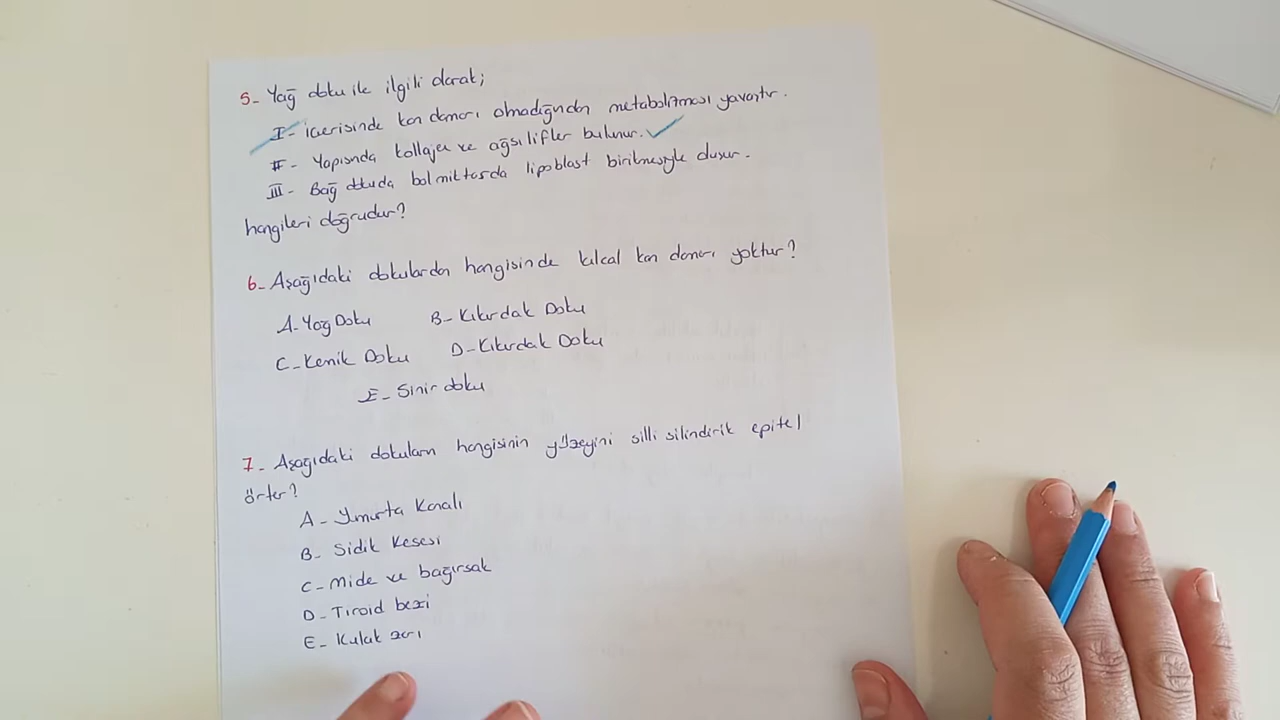 5- Yağ doku ile ilgili olarak;
I- İçerisinde kan damarı olmadığından metabolizması yavaştır.
II- Yapısında kollajen ve ağsı lifler bulunur.
III- Bağ dokuda bol miktarda lipoblast birikmesiyle oluşur.
hangileri doğrudur?
6- Aşağıdaki dokulardan hangisinde kılcal kan damarı yoktur?
A- Yağ Doku B- Kıkırdak Doku
C- Kemik Doku D- Kıkırdak Doku
E- Sinir doku
7- Aşağıdaki dokuların hangisinin yüzeyini silli silindirik epitel
örter?
A- Yumurta Kanalı
B- Sidik Kesesi
C- Mide ve bağırsak
D- Tiroid bezi
E- Kulak zarı